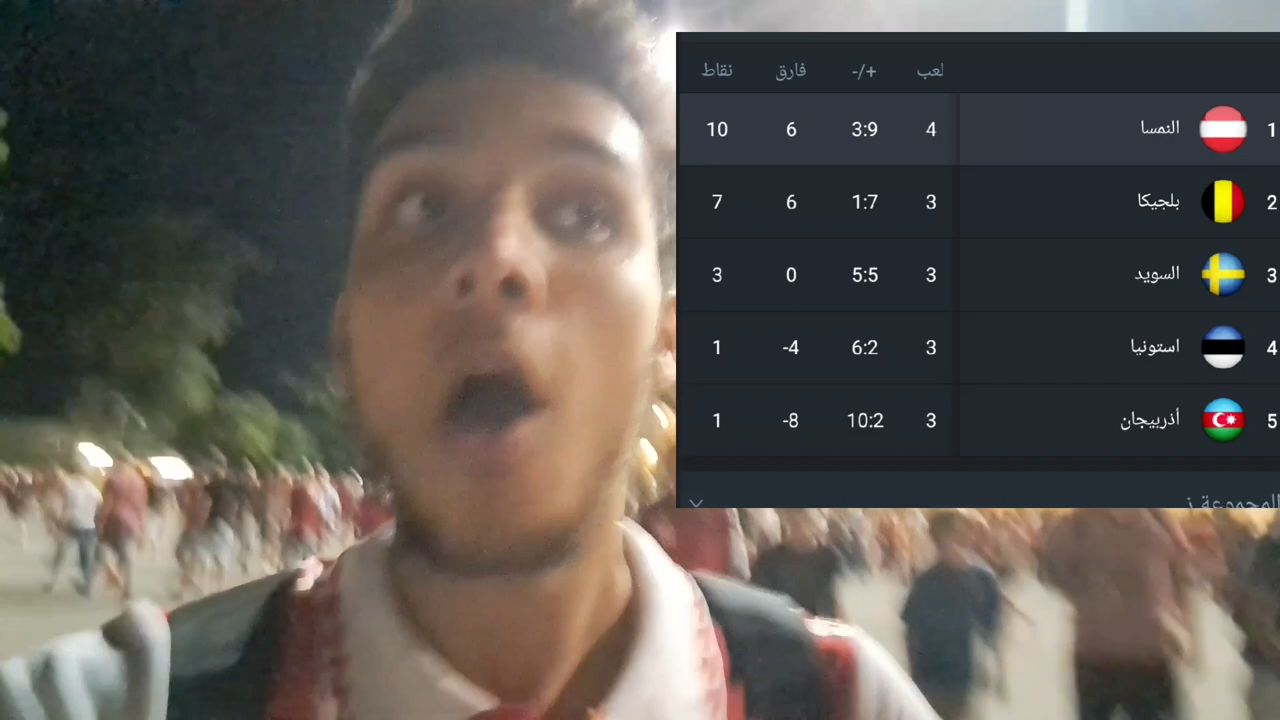 لعب +/- فارق نقاط
1 النمسا 4 3:9 6 10
2 بلجيكا 3 1:7 6 7
3 السويد 3 5:5 0 3
4 استونيا 3 6:2 -4 1
5 أذربيجان 3 10:2 -8 1